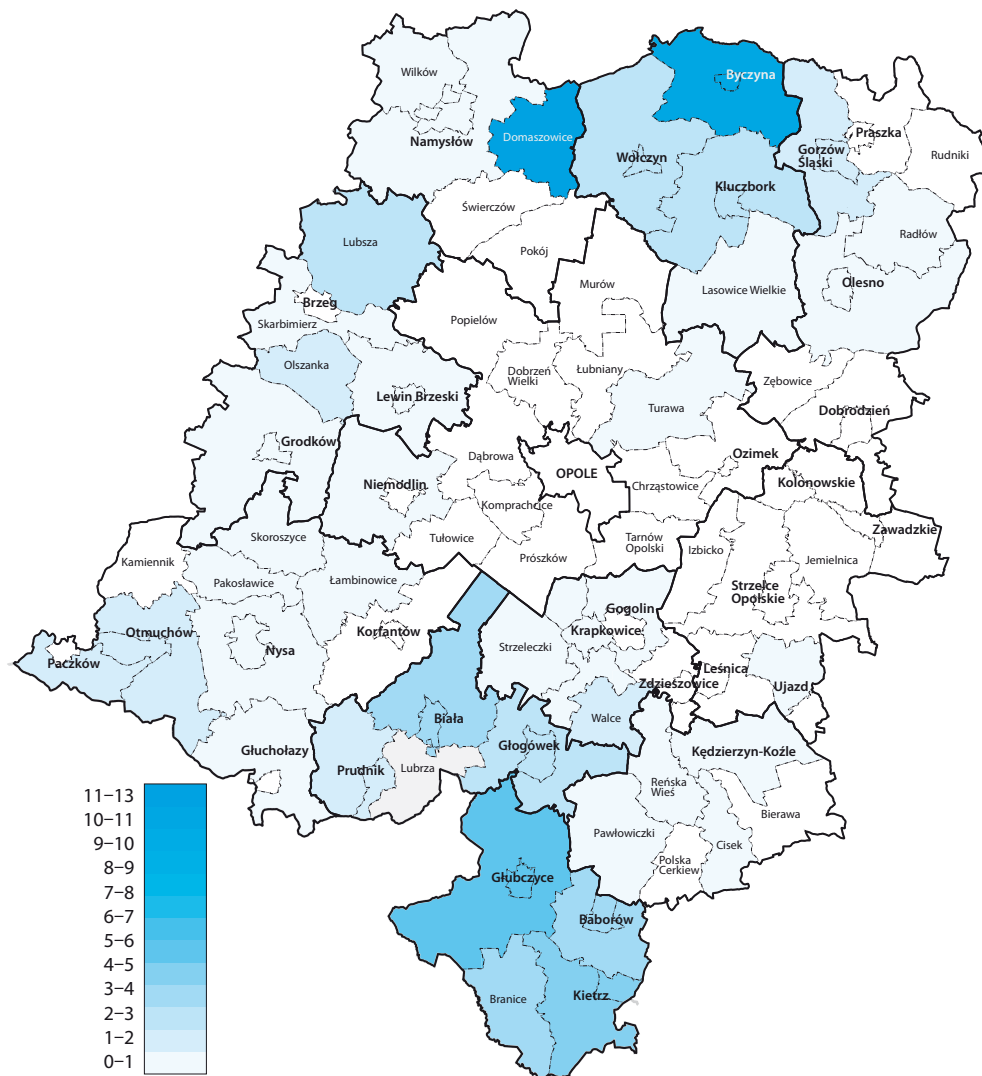 Wilków
Byczyna
Namysłów
Domaszowice
Praszka
Gorzów
Śląski
Rudniki
Wołczyn
Kluczbork
Świerczów
Radłów
Lubsza
Pokój
Murów
Lasowice Wielkie
Olesno
Brzeg
Skarbimierz
Popielów
Olszanka
Dobrzeń
Wielki
Łubniany
Zębowice
Lewin Brzeski
Turawa
Dobrodzień
Grodków
Dąbrowa
Ozimek
OPOLE
Niemodlin
Chrząstowice
Kolonowskie
Komprachcice
Zawadzkie
Skoroszyce
Tułowice
Prószków
Tarnów
Opolski
Izbicko
Jemielnica
Kamiennik
Pakosławice
Łambinowice
Strzelce
Opolskie
Gogolin
Otmuchów
Korfantów
Krapkowice
Nysa
Strzeleczki
Paczków
Zdzieszowice
Leśnica
Ujazd
Biała
Walce
Głuchołazy
Głogówek
Kędzierzyn-Koźle
Prudnik
Lubrza
Reńska
Wieś
Bierawa
Pawłowiczki
Cisek
Polska
Cerkiew
Głubczyce
Baborów
Branice
Kietrz
11–13
10–11
9–10
8–9
7–8
6–7
5–6
4–5
3–4
2–3
1–2
0–1